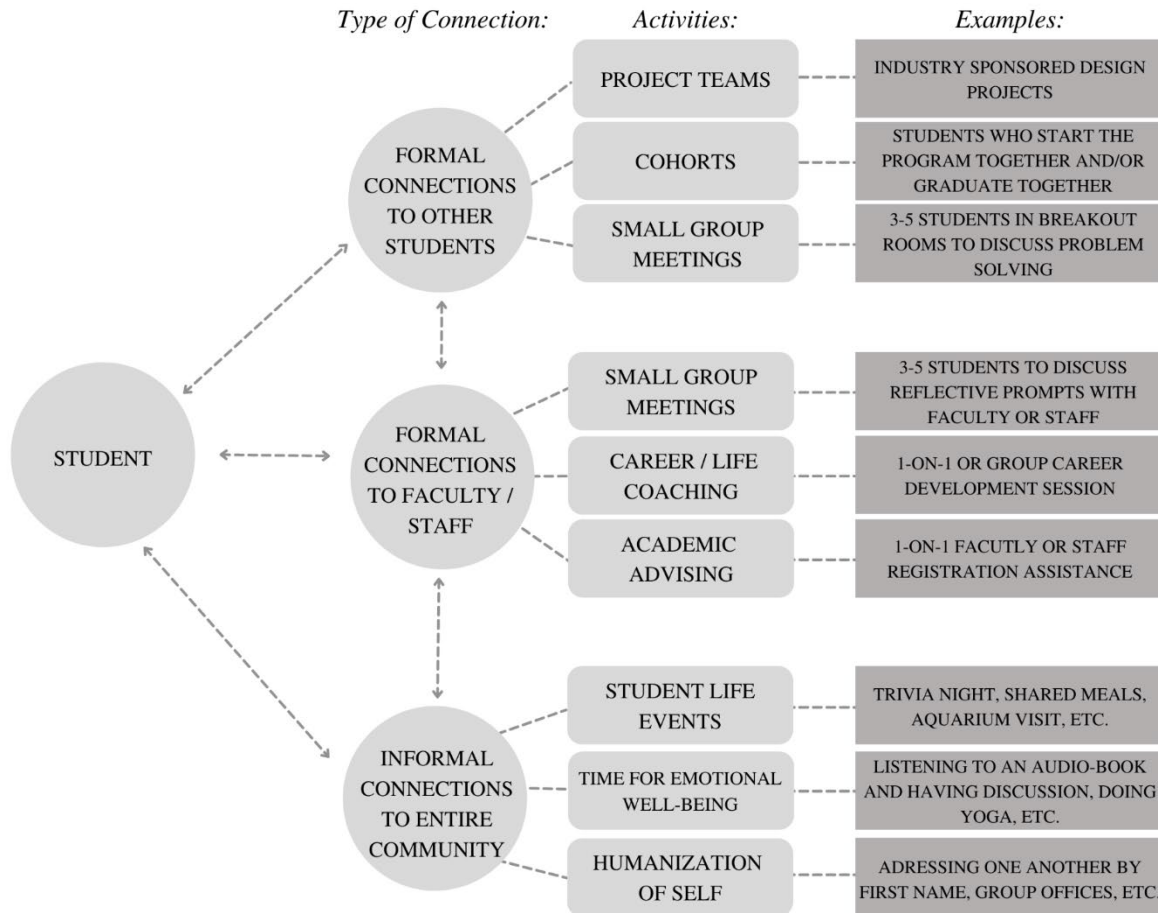 Type of Connection:
Activities:
Examples:
STUDENT
FORMAL
CONNECTIONS
TO OTHER
STUDENTS
PROJECT TEAMS
INDUSTRY SPONSORED DESIGN
PROJECTS
COHORTS
STUDENTS WHO START THE
PROGRAM TOGETHER AND/OR
GRADUATE TOGETHER
SMALL GROUP
MEETINGS
3-5 STUDENTS IN BREAKOUT
ROOMS TO DISCUSS PROBLEM
SOLVING
FORMAL
CONNECTIONS
TO FACULTY /
STAFF
SMALL GROUP
MEETINGS
3-5 STUDENTS TO DISCUSS
REFLECTIVE PROMPTS WITH
FACULTY OR STAFF
CAREER / LIFE
COACHING
1-ON-1 OR GROUP CAREER
DEVELOPMENT SESSION
ACADEMIC
ADVISING
1-ON-1 FACUTLY OR STAFF
REGISTRATION ASSISTANCE
INFORMAL
CONNECTIONS
TO ENTIRE
COMMUNITY
STUDENT LIFE
EVENTS
TRIVIA NIGHT, SHARED MEALS,
AQUARIUM VISIT, ETC.
TIME FOR EMOTIONAL
WELL-BEING
LISTENING TO AN AUDIO-BOOK
AND HAVING DISCUSSION, DOING
YOGA, ETC.
HUMANIZATION
OF SELF
ADRESSING ONE ANOTHER BY
FIRST NAME, GROUP OFFICES, ETC.